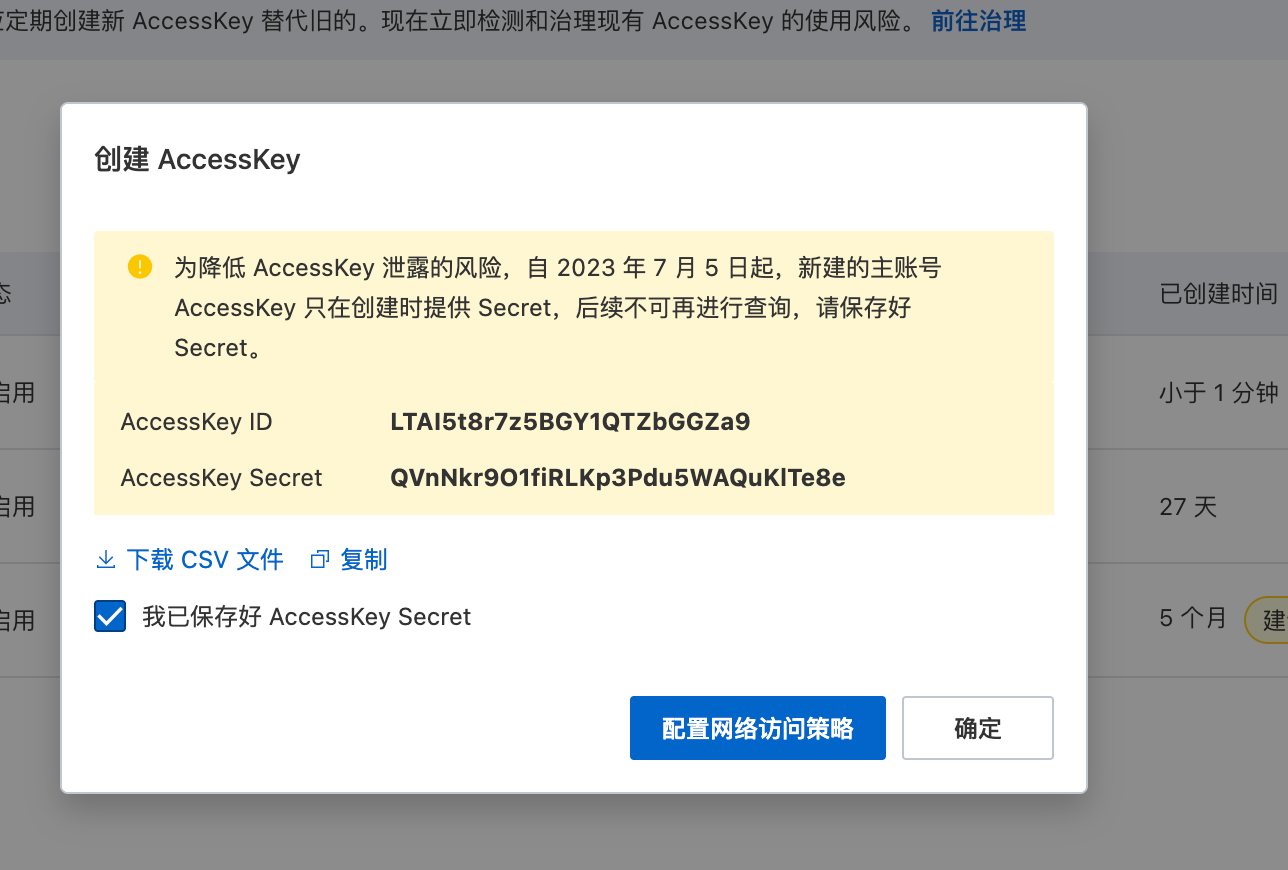 定期创建新 AccessKey 替代旧的。现在立即检测和治理现有 AccessKey 的使用风险。 前往治理
创建 AccessKey
为降低 AccessKey 泄露的风险，自 2023 年 7 月 5 日起，新建的主账号
AccessKey 只在创建时提供 Secret，后续不可再进行查询，请保存好
Secret。
态
已创建时间
启用
小于 1 分钟
AccessKey ID LTAI5t8r7z5BGY1QTZbGGZa9
AccessKey Secret QVnNkr9O1fiRLKp3Pdu5WAQuKlTe8e
启用
27 天
下载 CSV 文件 复制
我已保存好 AccessKey Secret
启用
5 个月 建
配置网络访问策略 确定